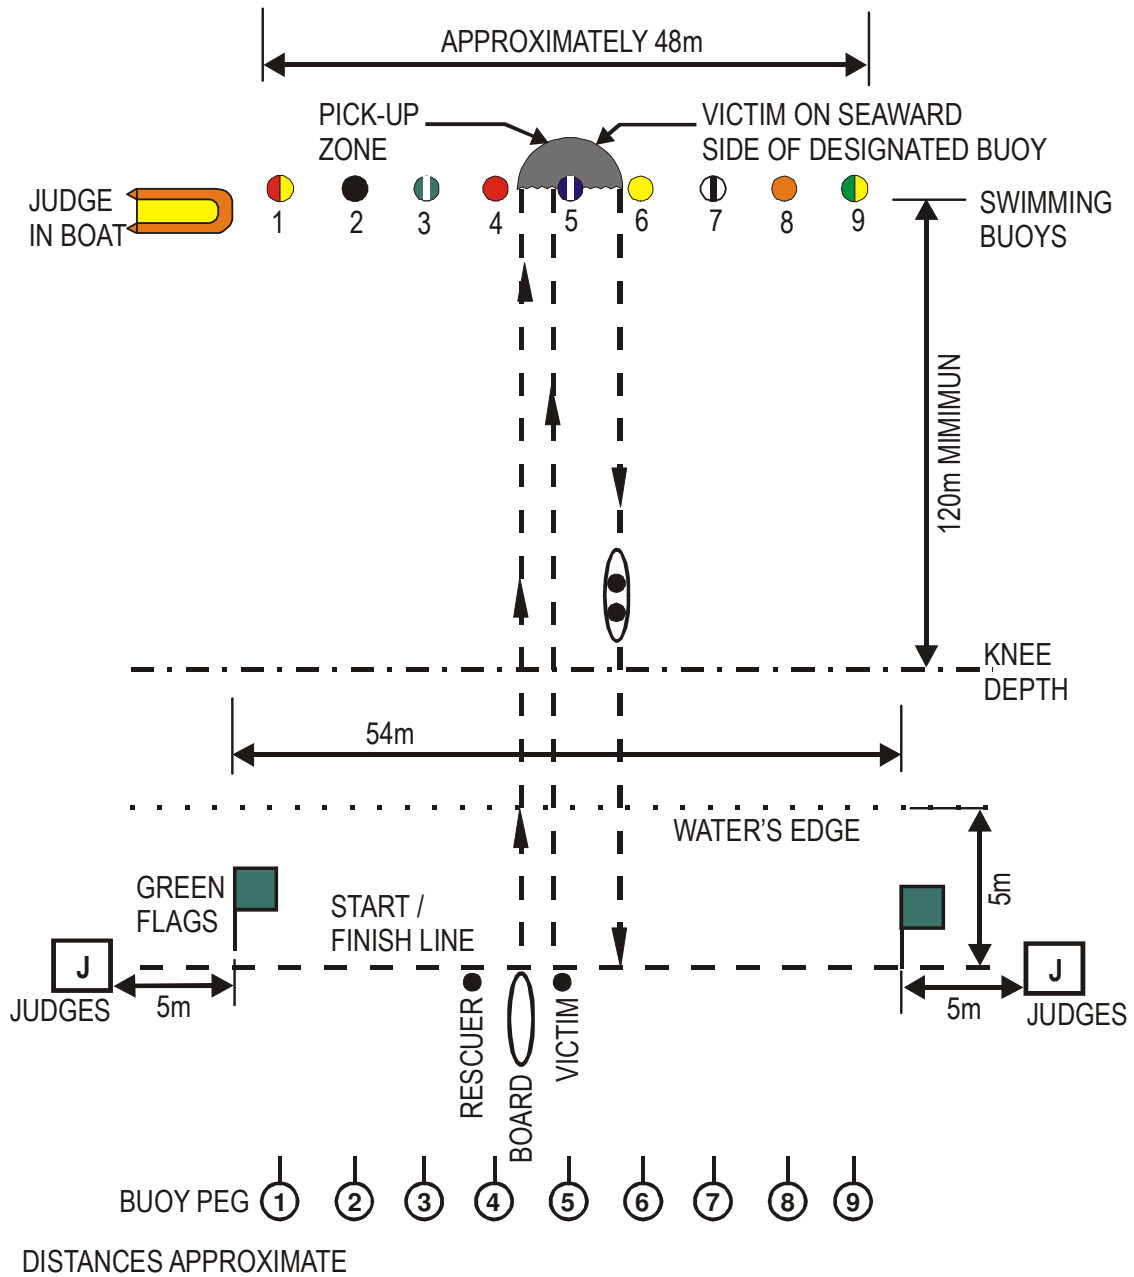 APPROXIMATELY 48m
PICK-UP
ZONE
VICTIM ON SEAWARD
SIDE OF DESIGNATED BUOY
JUDGE
IN BOAT
1 2 3 4 5 6 7 8 9
SWIMMING
BUOYS
120m MIMIMUN
KNEE
DEPTH
54m
WATER'S EDGE
GREEN
FLAGS
START /
FINISH LINE
5m
J
JUDGES
5m
RESCUER
BOARD
VICTIM
5m
J
JUDGES
BUOY PEG 1 2 3 4 5 6 7 8 9
DISTANCES APPROXIMATE